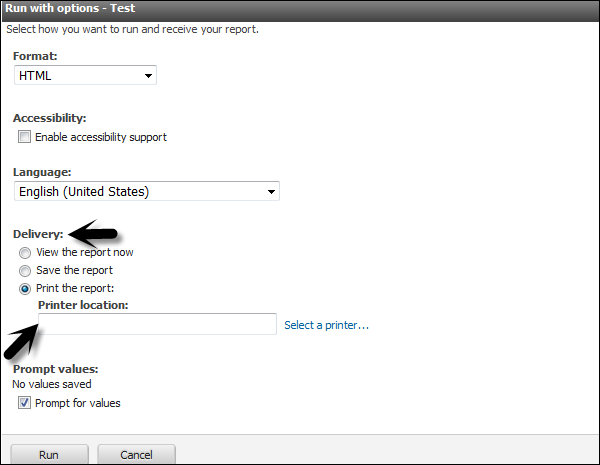 Run with options - Test
Select how you want to run and receive your report.
Format:
HTML
Accessibility:
Enable accessibility support
Language:
English (United States)
Delivery:
View the report now
Save the report
Print the report:
Printer location:
Select a printer...
Prompt values:
No values saved
Prompt for values
Run Cancel